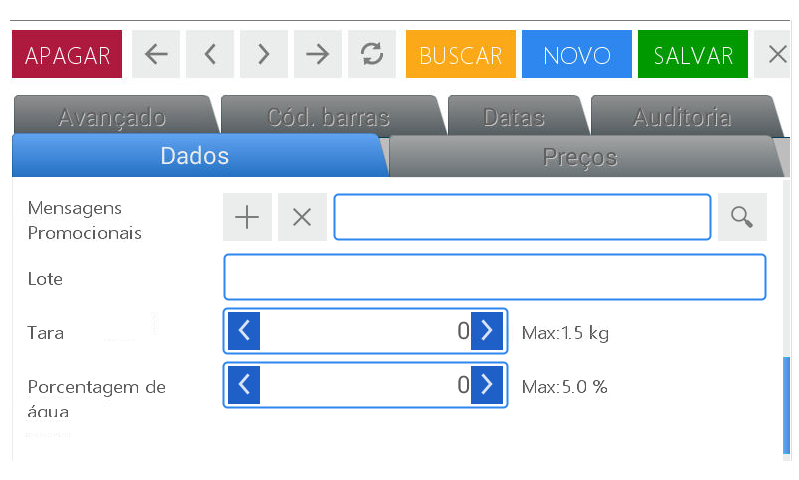 APAGAR BUSCAR NOVO SALVAR
Avançado Cód. barras Datas Auditoria
Dados Preços
Mensagens
Promocionais
Lote
Tara 0 Max:1.5 kg
Porcentagem de 0 Max:5.0 %
água